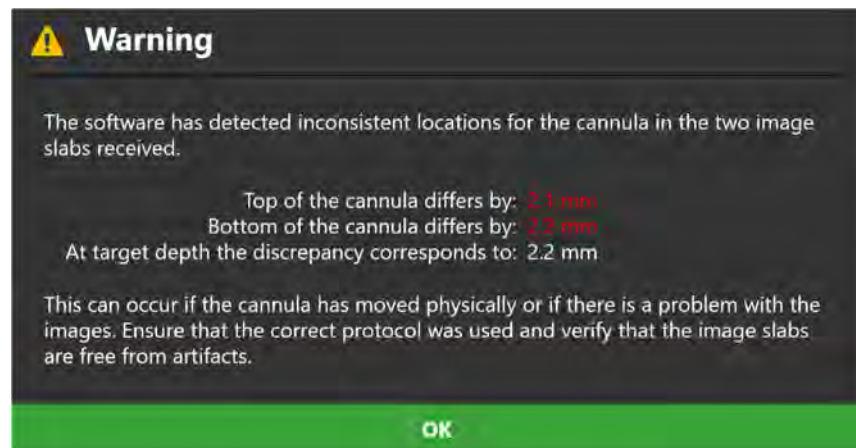 Warning
The software has detected inconsistent locations for the cannula in the two image
slabs received.
Top of the cannula differs by: 2.1 mm
Bottom of the cannula differs by: 2.2 mm
At target depth the discrepancy corresponds to: 2.2 mm
This can occur if the cannula has moved physically or if there is a problem with the
images. Ensure that the correct protocol was used and verify that the image slabs
are free from artifacts.
OK